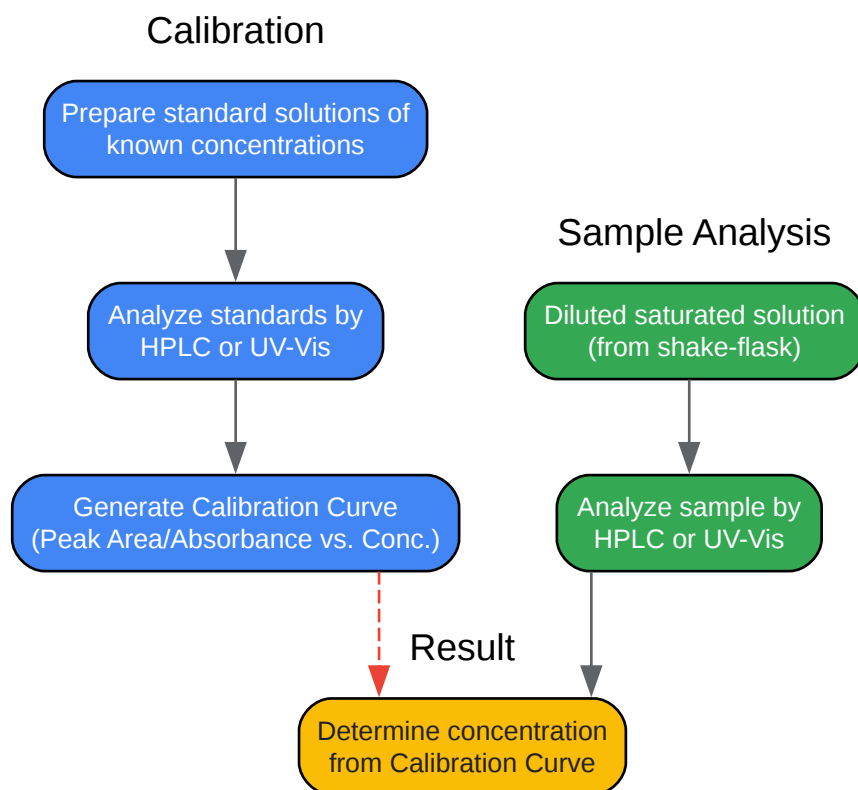 Calibration
Prepare standard solutions of
known concentrations
Analyze standards by
HPLC or UV-Vis
Generate Calibration Curve
(Peak Area/Absorbance vs. Conc.)
Sample Analysis
Diluted saturated solution
(from shake-flask)
Analyze sample by
HPLC or UV-Vis
Result
Determine concentration
from Calibration Curve